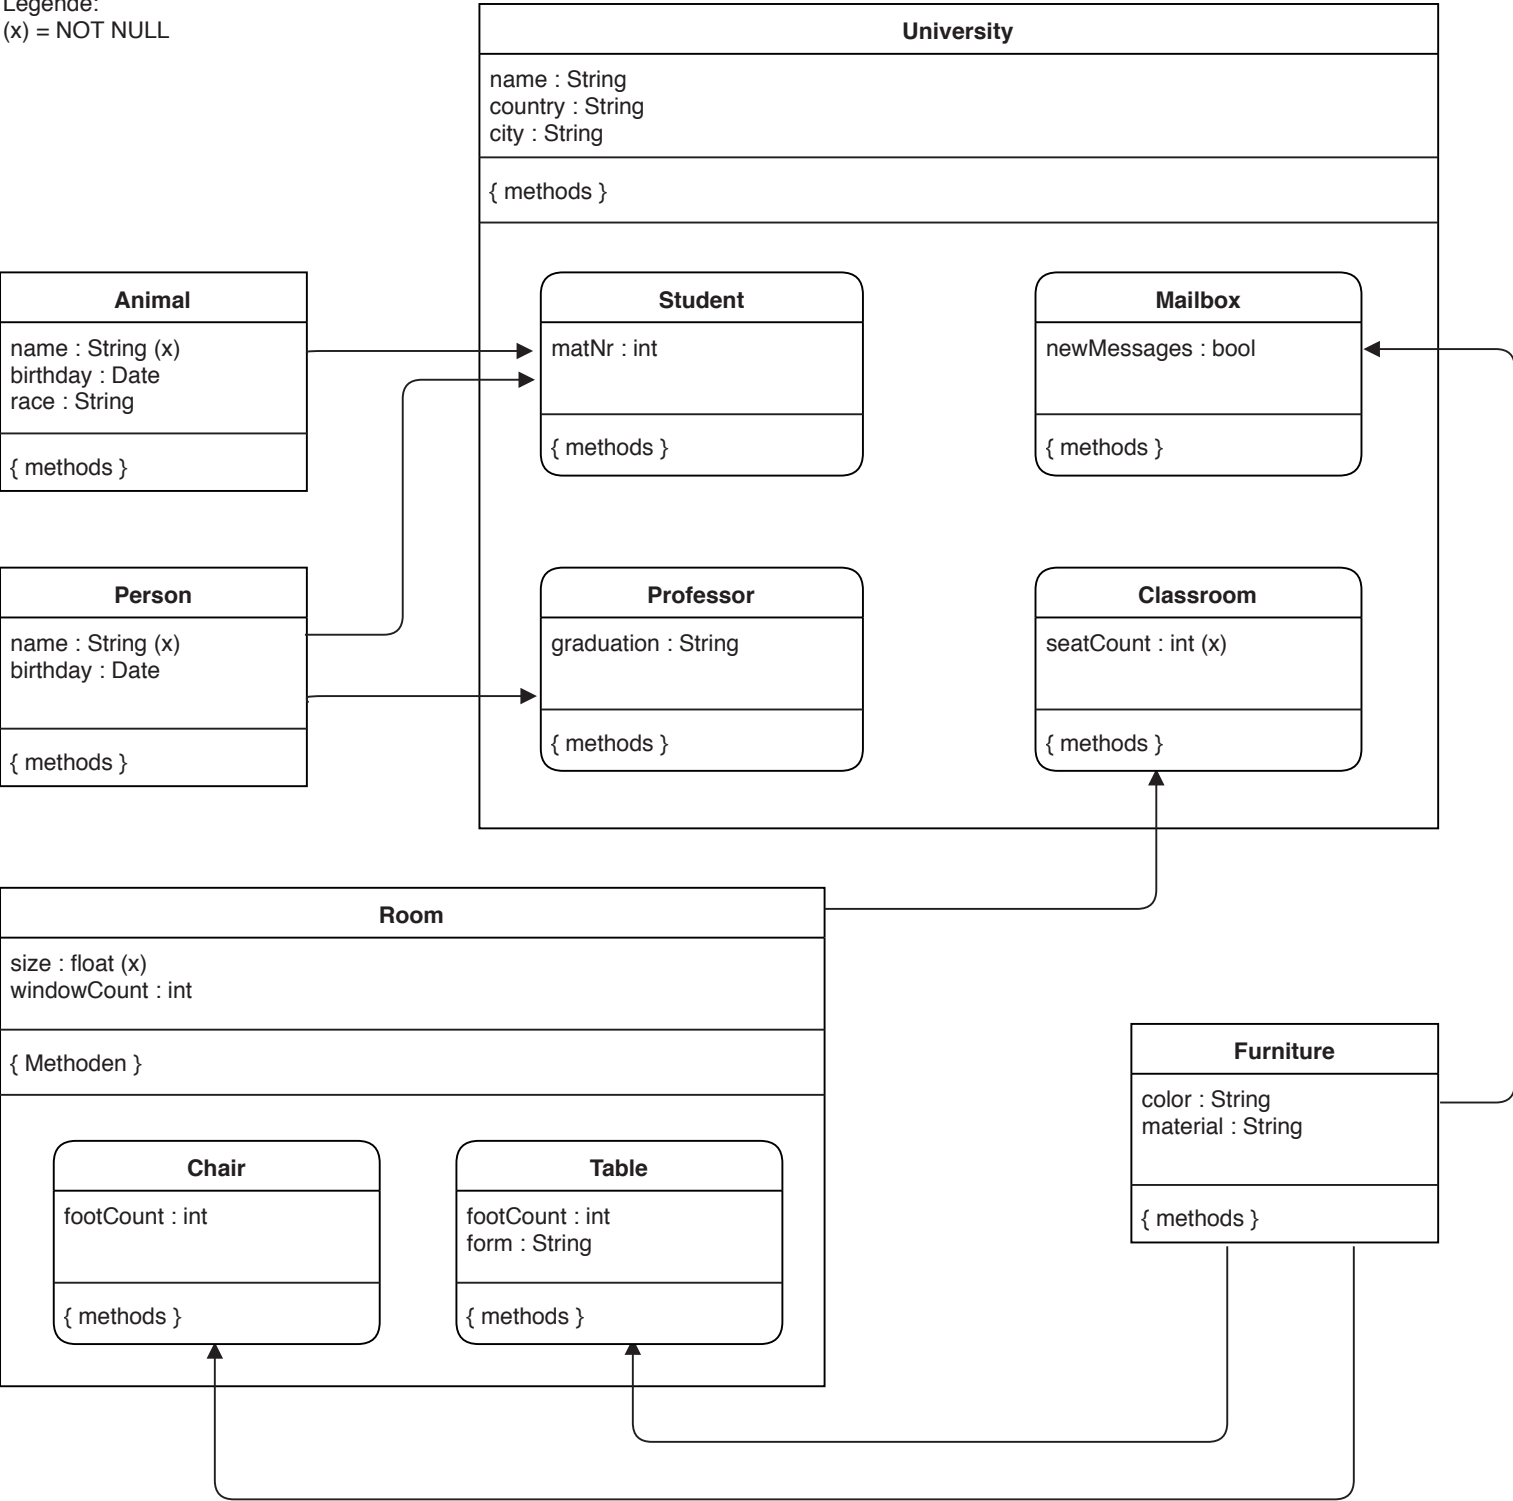 Legende:
(x) = NOT NULL
University
name : String
country : String
city : String
{ methods }
Animal
name : String (x)
birthday : Date
race : String
{ methods }
Student
matNr : int
{ methods }
Mailbox
newMessages : bool
{ methods }
Person
name : String (x)
birthday : Date
{ methods }
Professor
graduation : String
{ methods }
Classroom
seatCount : int (x)
{ methods }
Room
size : float (x)
windowCount : int
{ Methoden }
Chair
footCount : int
{ methods }
Table
footCount : int
form : String
{ methods }
Furniture
color : String
material : String
{ methods }